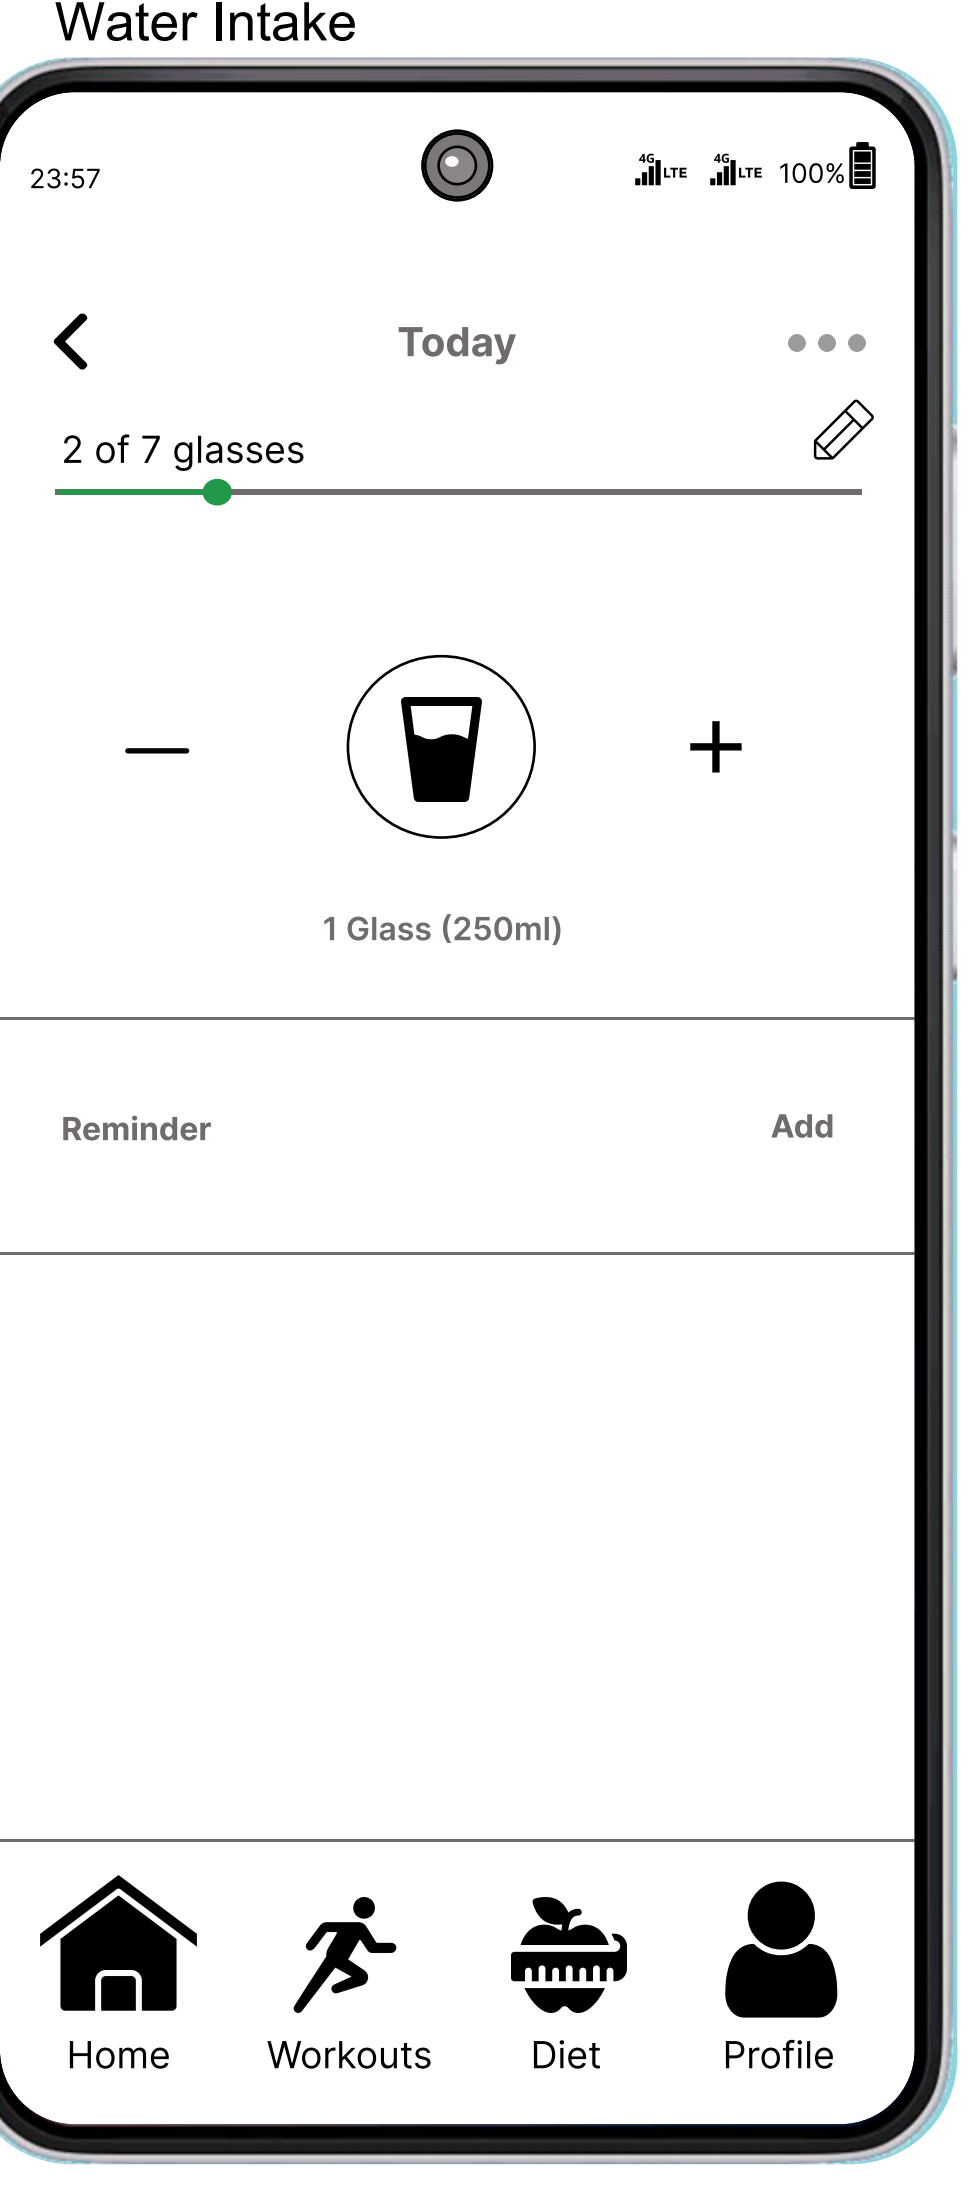 Water Intake
23:57
4G LTE 4G LTE 100%
Today
2 of 7 glasses
1 Glass (250ml)
Reminder Add
Home Workouts Diet Profile